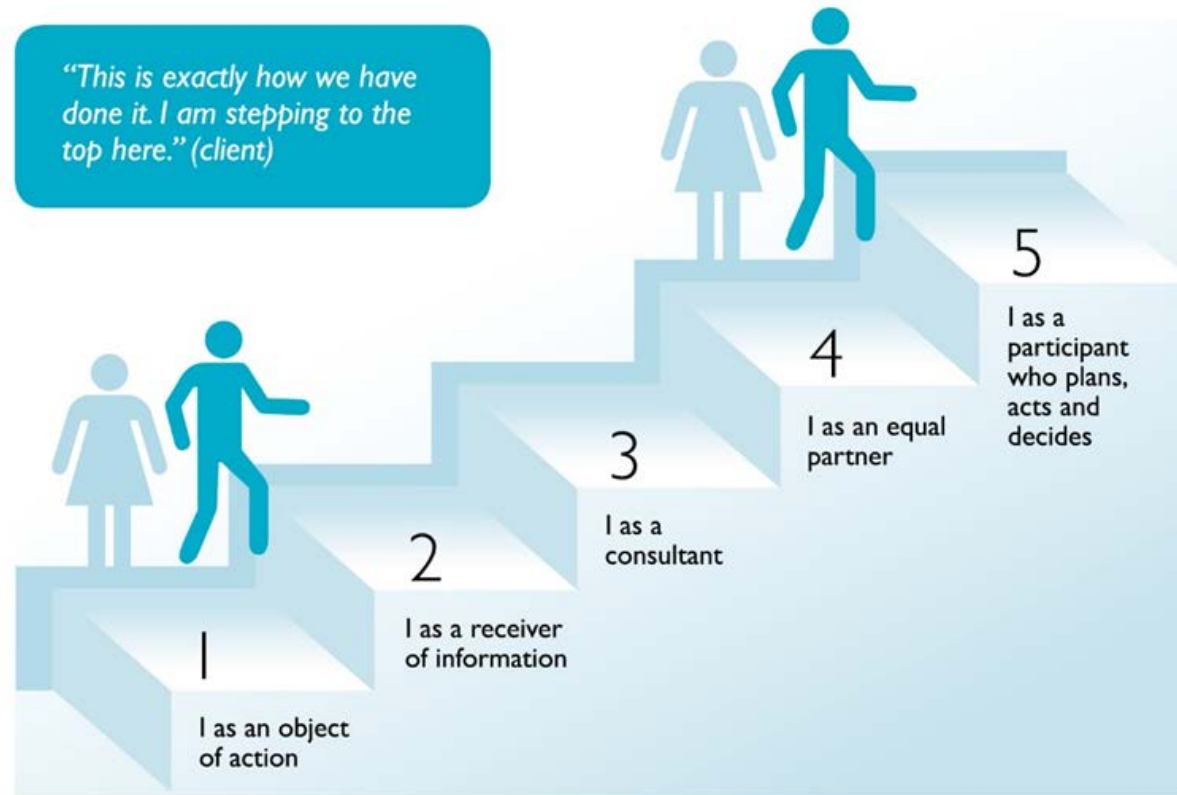 “This is exactly how we have
done it. I am stepping to the
top here.” (client)
1
I as an object
of action
2
I as a receiver
of information
3
I as a
consultant
4
I as an equal
partner
5
I as a
participant
who plans,
acts and
decides